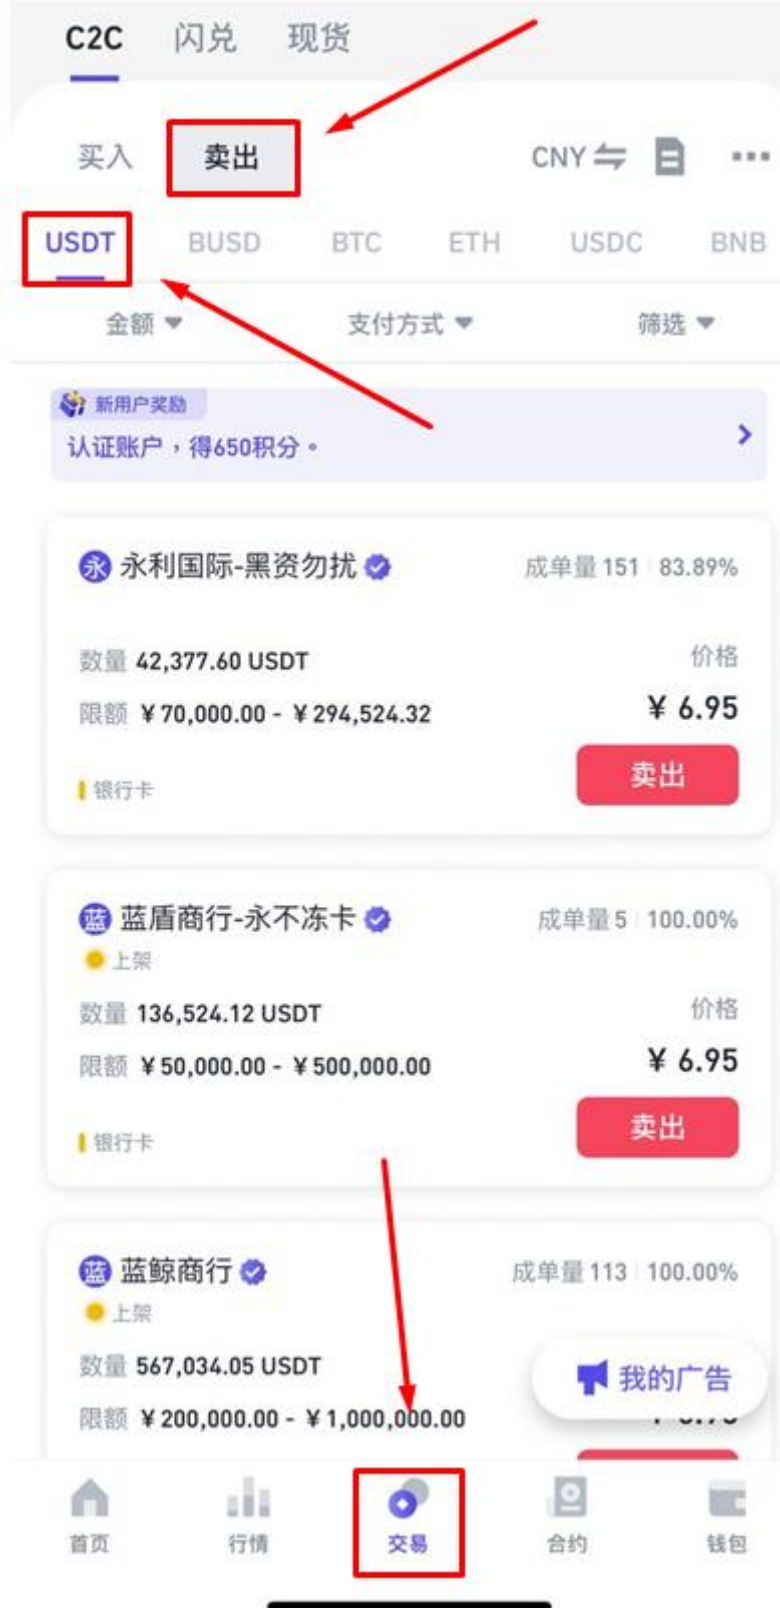 C2C 闪兑 现货
买入 卖出 CNY
USDT BUSD BTC ETH USDC BNB
金额 支付方式 筛选
新用户奖励
认证账户，得650积分。
永 永利国际-黑资勿扰 成单量 151 83.89%
数量 42,377.60 USDT 价格
限额 ¥70,000.00 - ¥294,524.32 ¥ 6.95
银行卡 卖出
蓝 蓝盾商行-永不冻卡 成单量 5 100.00%
上架
数量 136,524.12 USDT 价格
限额 ¥50,000.00 - ¥500,000.00 ¥ 6.95
银行卡 卖出
蓝 蓝鲸商行 成单量 113 100.00%
上架
数量 567,034.05 USDT 我的广告
限额 ¥200,000.00 - ¥1,000,000.00
首页 行情 交易 合约 钱包